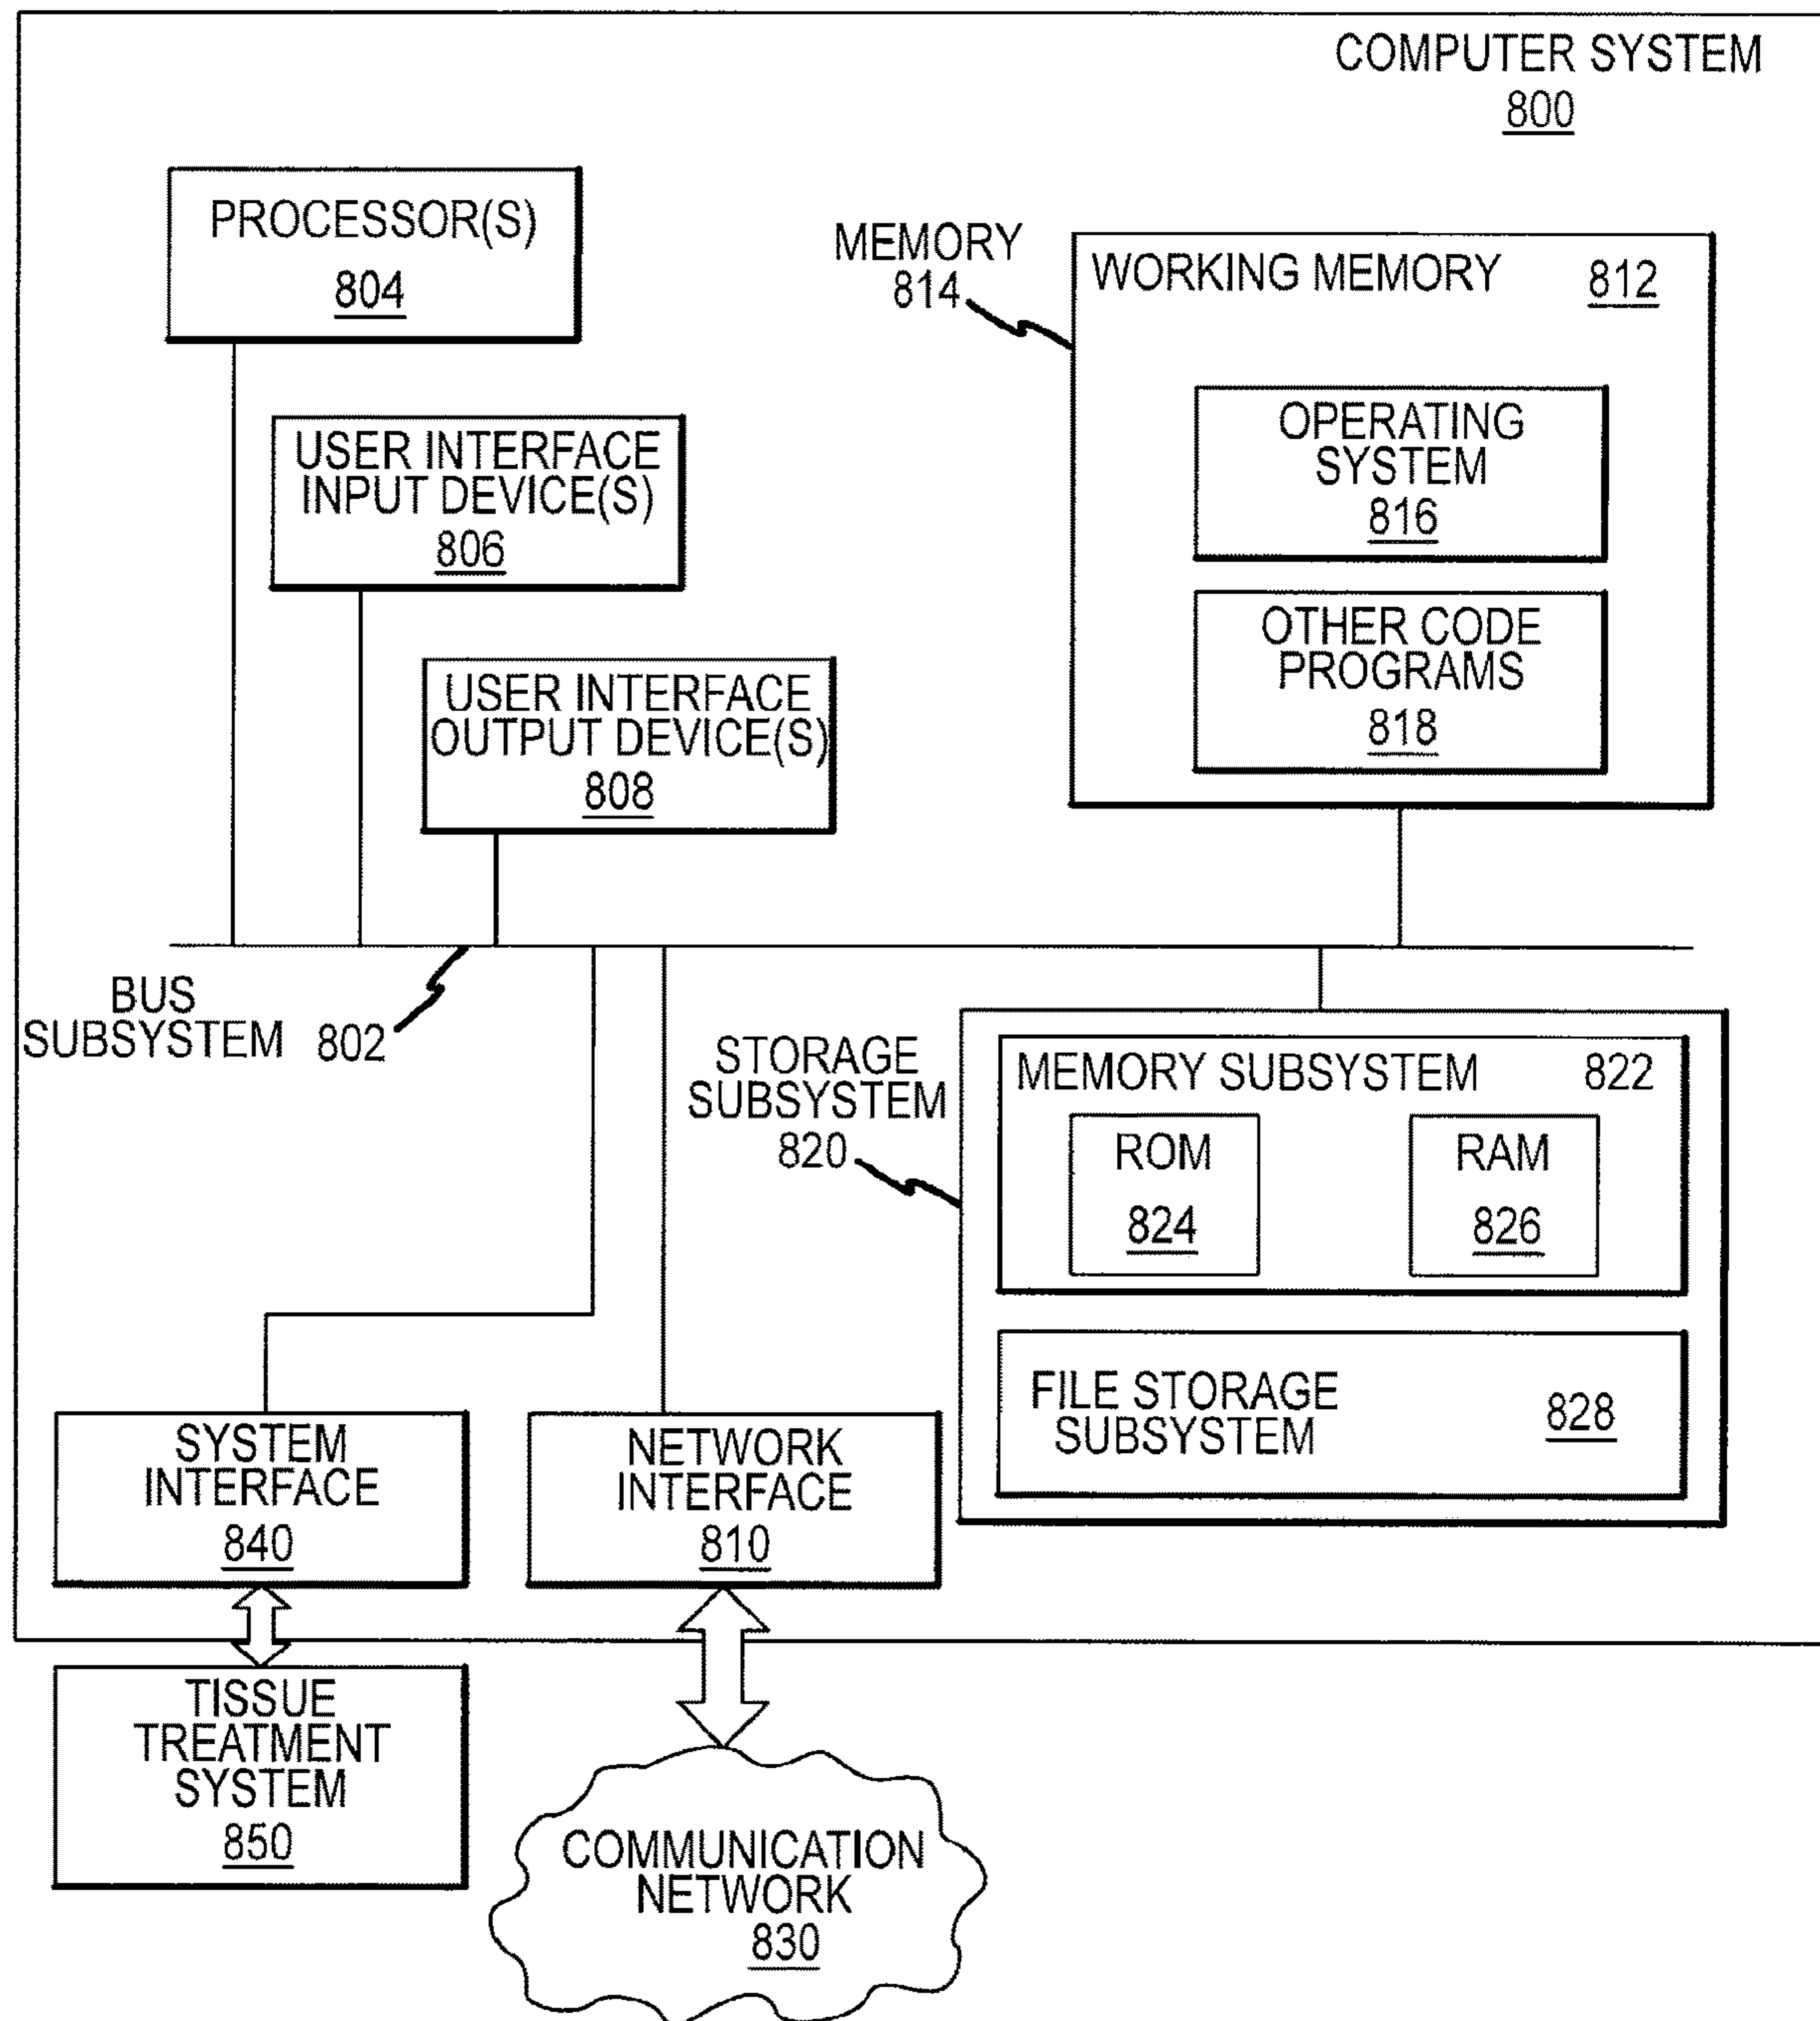 COMPUTER SYSTEM
800
PROCESSOR(S)
804
MEMORY
814
WORKING MEMORY 812
USER INTERFACE
INPUT DEVICE(S)
806
OPERATING
SYSTEM
816
USER INTERFACE
OUTPUT DEVICE(S)
808
OTHER CODE
PROGRAMS
818
BUS
SUBSYSTEM 802
STORAGE
SUBSYSTEM
820
MEMORY SUBSYSTEM 822
ROM
824
RAM
826
FILE STORAGE
SUBSYSTEM
828
SYSTEM
INTERFACE
840
NETWORK
INTERFACE
810
TISSUE
TREATMENT
SYSTEM
850
COMMUNICATION
NETWORK
830